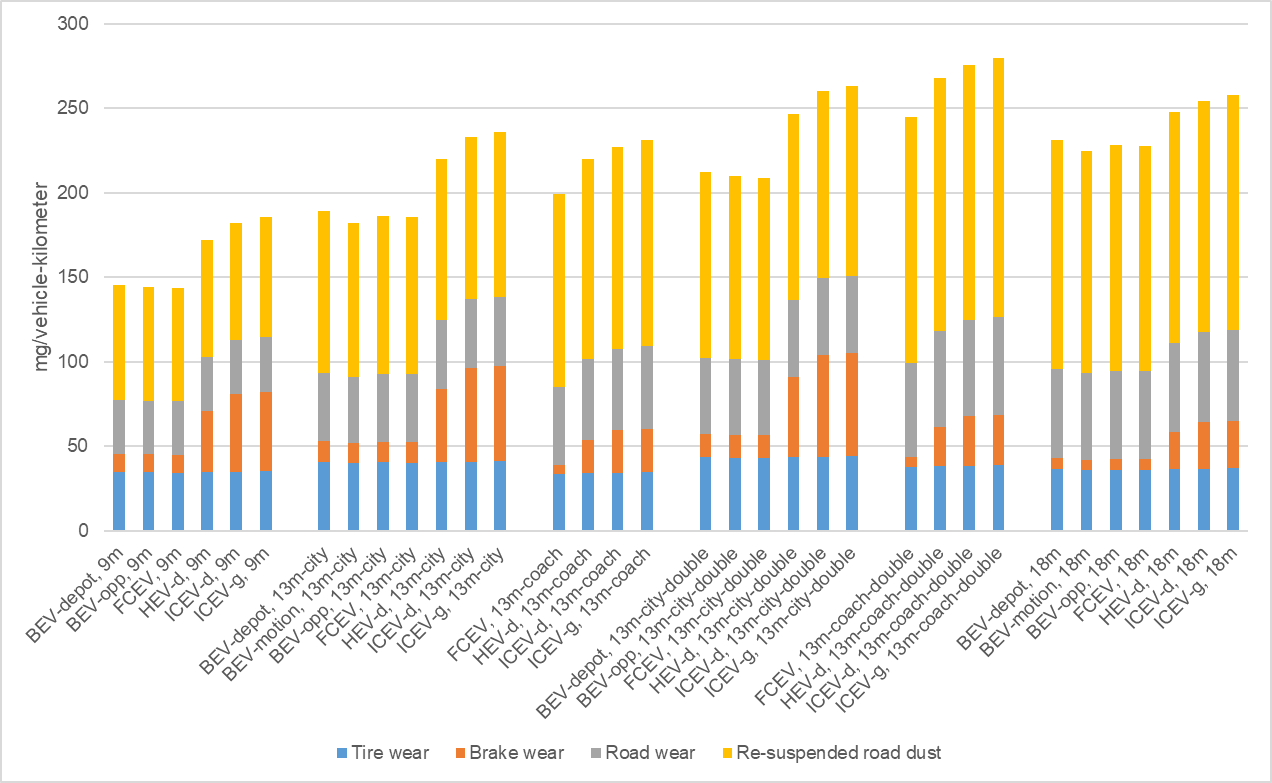 300
250
200
150
100
50
0
mg/vehicle-kilometer
BEV-depot, 9m
BEV-opp, 9m
FCEV, 9m
HEV-d, 9m
ICEV-d, 9m
ICEV-g, 9m
BEV-depot, 13m-city
BEV-motion, 13m-city
BEV-opp, 13m-city
FCEV, 13m-city
HEV-d, 13m-city
ICEV-d, 13m-city
ICEV-g, 13m-city
FCEV, 13m-coach
HEV-d, 13m-coach
ICEV-d, 13m-coach
ICEV-g, 13m-coach
BEV-depot, 13m-city-double
BEV-opp, 13m-city-double
FCEV, 13m-city-double
HEV-d, 13m-city-double
ICEV-d, 13m-city-double
ICEV-g, 13m-city-double
FCEV, 13m-coach-double
HEV-d, 13m-coach-double
ICEV-d, 13m-coach-double
ICEV-g, 13m-coach-double
BEV-depot, 18m
BEV-motion, 18m
BEV-opp, 18m
FCEV, 18m
HEV-d, 18m
ICEV-d, 18m
ICEV-g, 18m
Tire wear
Brake wear
Road wear
Re-suspended road dust